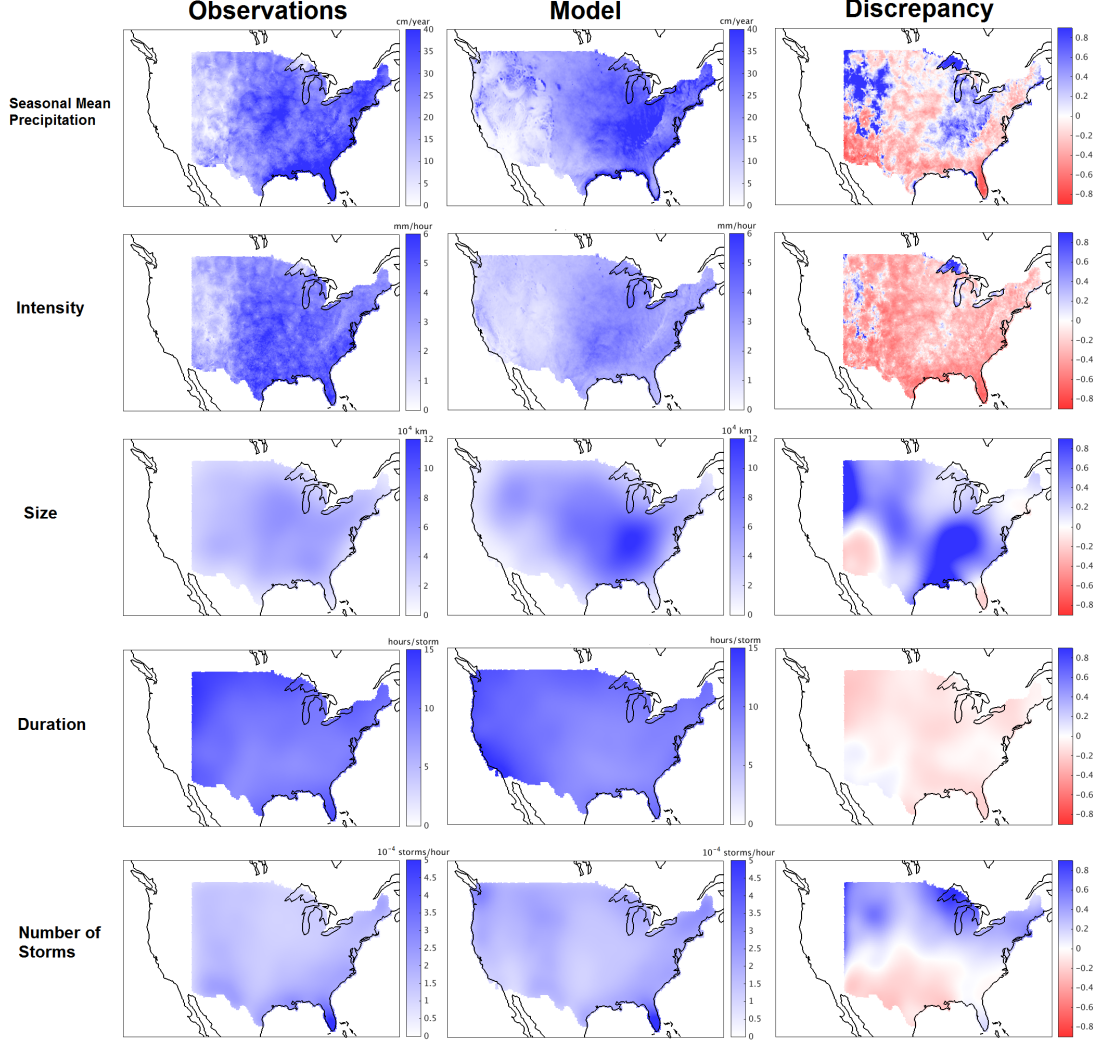 Observations Model Discrepancy
cm/year cm/year
Seasonal Mean
Precipitation
40 35 30 25 20 15 10 5 0
40 35 30 25 20 15 10 5 0
0.8 0.6 0.4 0.2 0 −0.2 −0.4 −0.6 −0.8
mm/hour mm/hour
Intensity
6 5 4 3 2 1 0
6 5 4 3 2 1 0
0.8 0.6 0.4 0.2 0 −0.2 −0.4 −0.6 −0.8
10⁴ km 10⁴ km
Size
12 10 8 6 4 2 0
12 10 8 6 4 2 0
0.8 0.6 0.4 0.2 0 −0.2 −0.4 −0.6 −0.8
hours/storm hours/storm
Duration
15 10 5 0
15 10 5 0
0.8 0.6 0.4 0.2 0 −0.2 −0.4 −0.6 −0.8
10⁻⁴ storms/hour 10⁻⁴ storms/hour
Number of
Storms
5 4.5 4 3.5 3 2.5 2 1.5 1 0.5 0
5 4.5 4 3.5 3 2.5 2 1.5 1 0.5 0
0.8 0.6 0.4 0.2 0 −0.2 −0.4 −0.6 −0.8